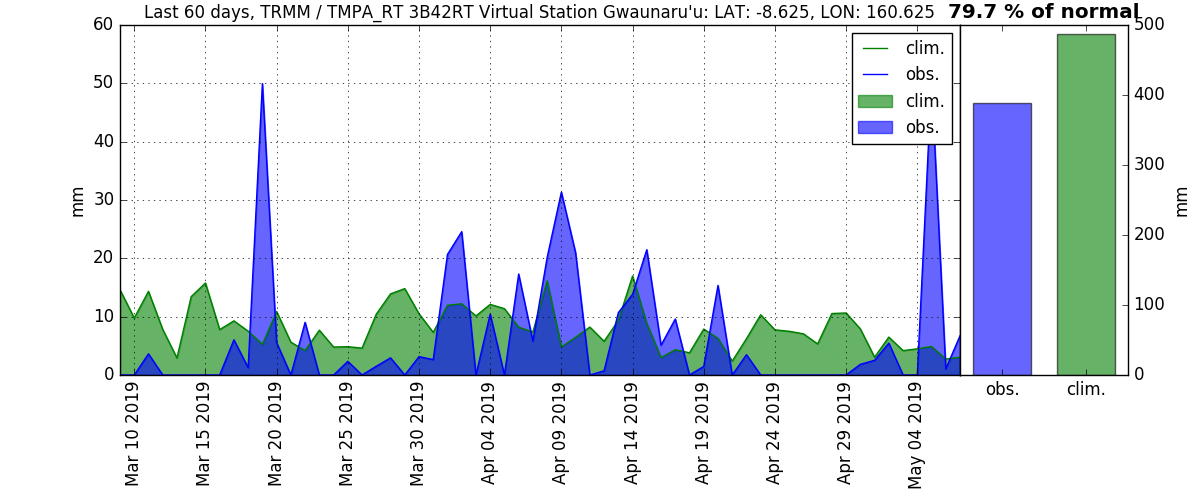 Last 60 days, TRMM / TMPA_RT 3B42RT Virtual Station Gwaunaru'u: LAT: -8.625, LON: 160.625
79.7 % of normal
60
50
40
30
20
10
0
mm
clim.
obs.
clim.
obs.
500
400
300
200
100
0
mm
obs.
clim.
Mar 10 2019
Mar 15 2019
Mar 20 2019
Mar 25 2019
Mar 30 2019
Apr 04 2019
Apr 09 2019
Apr 14 2019
Apr 19 2019
Apr 24 2019
Apr 29 2019
May 04 2019